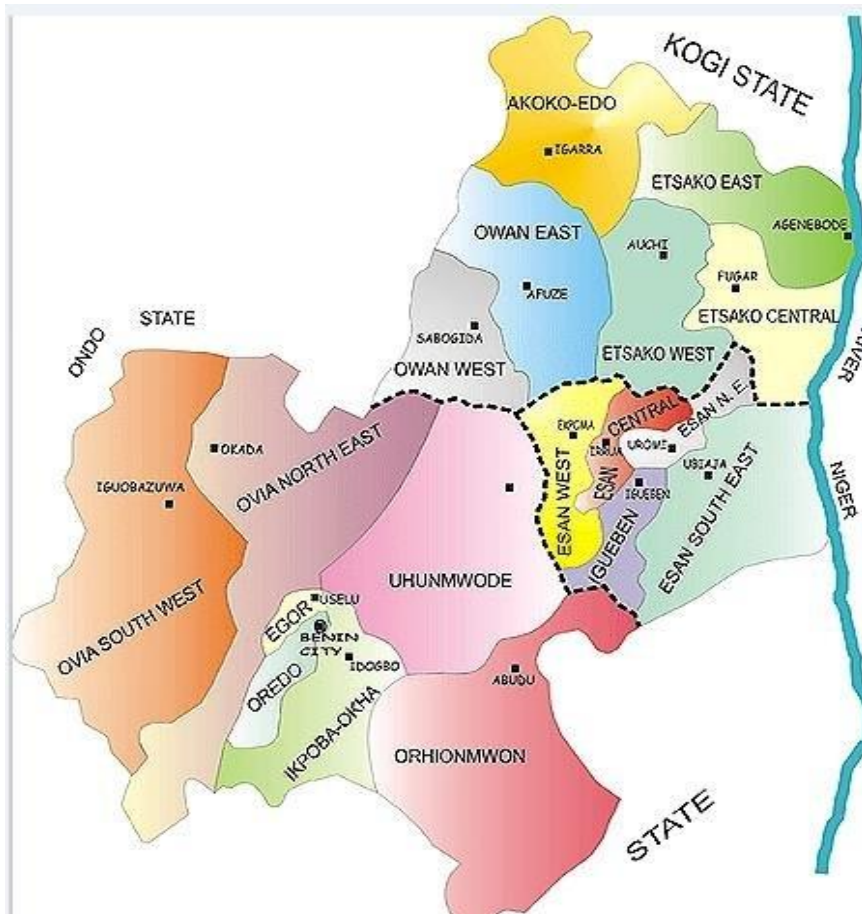 KOGI STATE
AKOKO-EDO
IGARRA
ETSAKO EAST
AGENEBODE
OWAN EAST
AUCHI
FUGAR
AFUZE
ETSAKO CENTRAL
SABOGIDA
STATE
ONDO
OWAN WEST
ETSAKO WEST
RIVER
ESAN N. E.
CENTRAL
EKPOMA
IRRUA
UROMI
UBIAJA
OKADA
OVIA NORTH EAST
IGUOBAZUWA
ESAN WEST
ESAN
IGUEBEN
IGUEBEN
ESAN SOUTH EAST
NIGER
UHUNMWODE
USELU
EGOR
BENIN
CITY
IDOGBO
OVIA SOUTH WEST
OREDO
ABUDU
IKPOBA-OKHA
ORHIONMWON
STATE